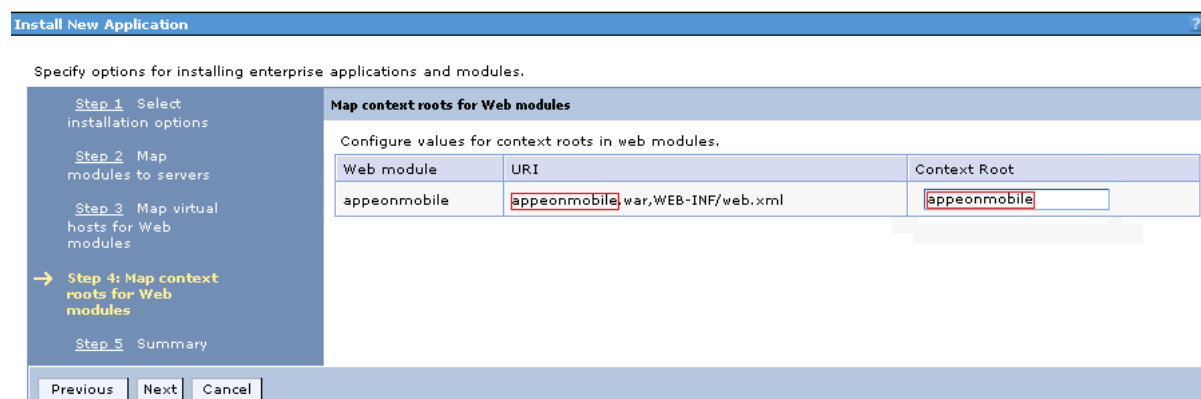 Install New Application
?
Specify options for installing enterprise applications and modules.
Step 1 Select
installation options
Step 2 Map
modules to servers
Step 3 Map virtual
hosts for Web
modules
Step 4: Map context
roots for Web
modules
Step 5 Summary
Map context roots for Web modules
Configure values for context roots in web modules.
Web module URI Context Root
appeonmobile appeonmobile.war,WEB-INF/web.xml appeonmobile
Previous Next Cancel